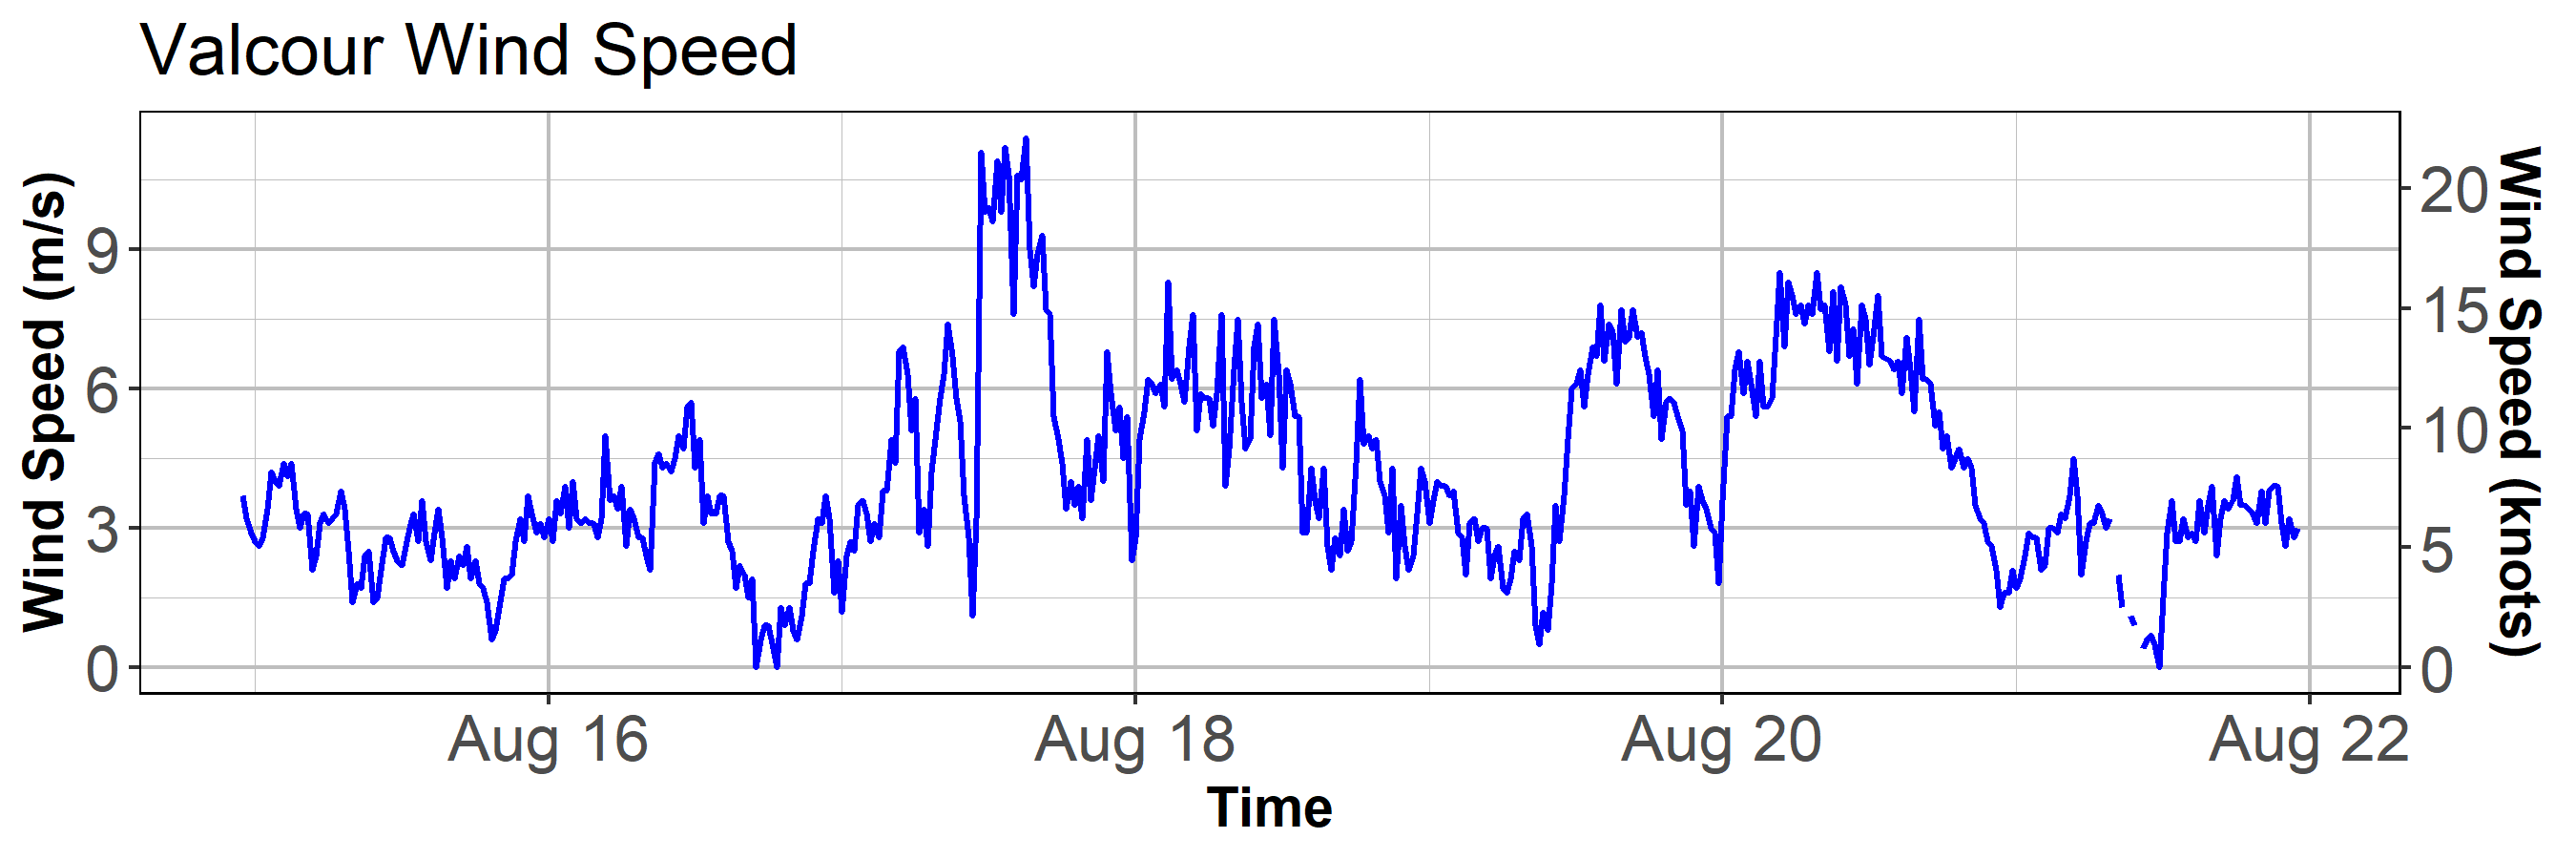 Valcour Wind Speed
Wind Speed (m/s)
9
6
3
0
20
15
10
5
0
Wind Speed (knots)
Aug 16
Aug 18
Aug 20
Aug 22
Time